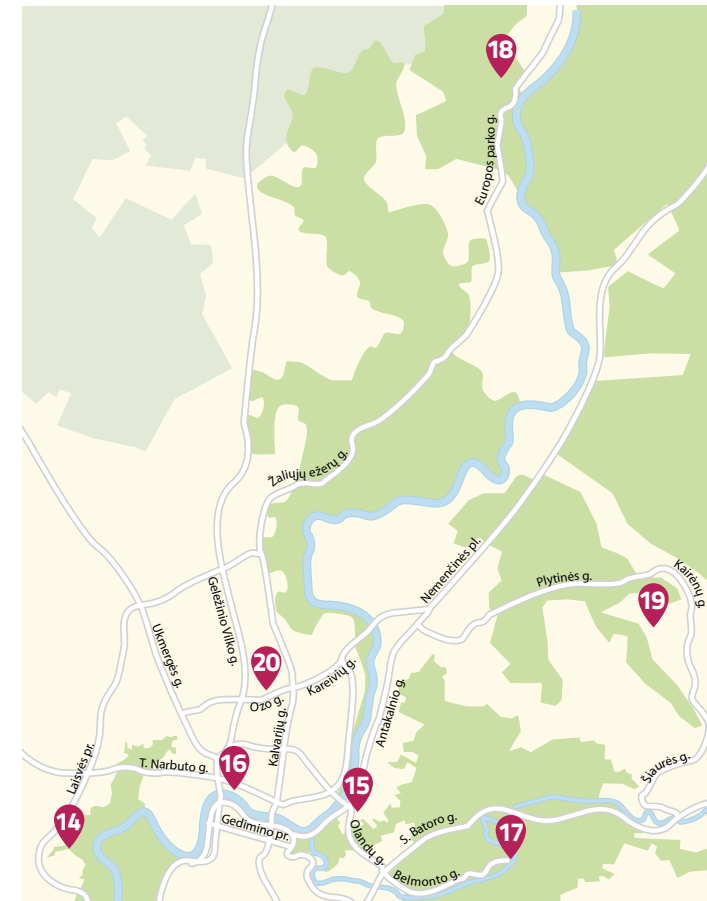 18
Europos parko g.
Žaliųjų ežerų g.
Nemenčinės pl.
Plytinės g.
Kairėnų g.
19
Geležinio Vilko g.
Ukmergės g.
20
Kareivių g.
Ozo g.
Kalvarijų g.
Antakalnio g.
Laisvės pr.
T. Narbuto g.
16
Šiaurės g.
15
14
Gedimino pr.
Olandų g.
S. Batoro g.
17
Belmonto g.